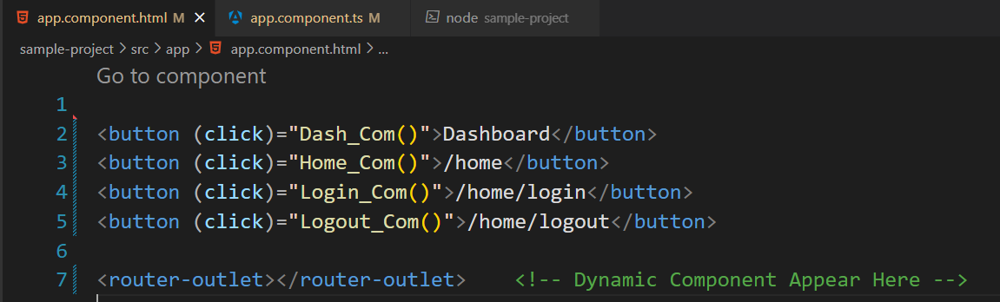 app.component.html M × app.component.ts M node sample-project
sample-project > src > app > app.component.html > ...
Go to component
1
2 <button (click)="Dash_Com()">Dashboard</button>
3 <button (click)="Home_Com()">/home</button>
4 <button (click)="Login_Com()">/home/login</button>
5 <button (click)="Logout_Com()">/home/logout</button>
6
7 <router-outlet></router-outlet> <!-- Dynamic Component Appear Here -->